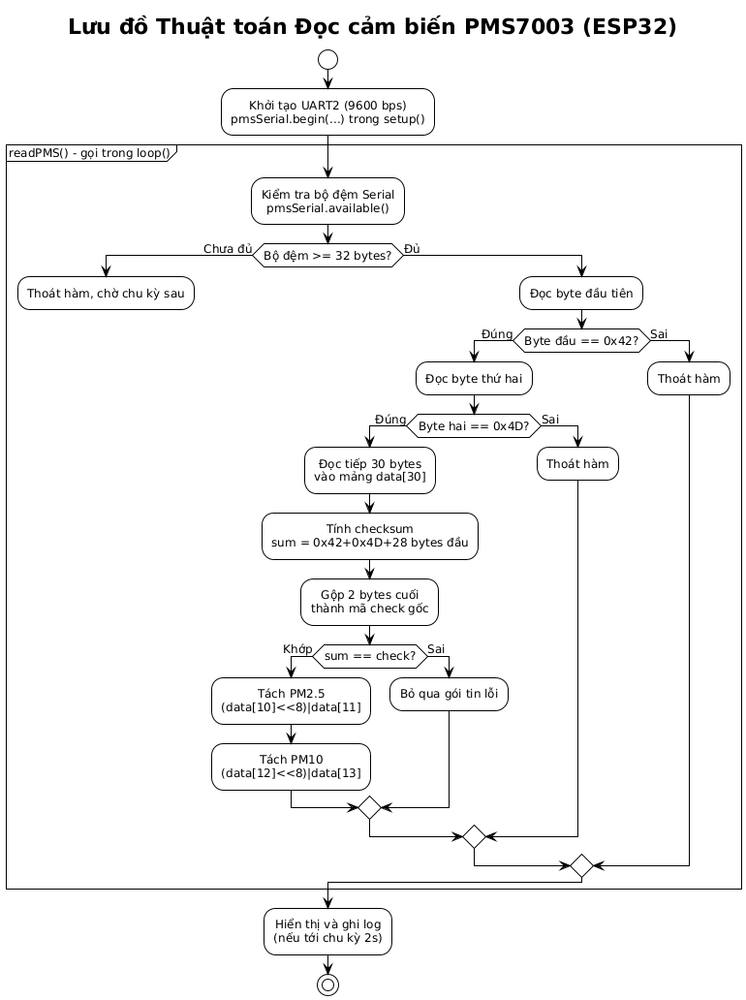 Lưu đồ Thuật toán Đọc cảm biến PMS7003 (ESP32)
Khởi tạo UART2 (9600 bps)
pmsSerial.begin(...) trong setup()
readPMS() - gọi trong loop()
Kiểm tra bộ đệm Serial
pmsSerial.available()
Chưa đủ
Bộ đệm >= 32 bytes?
Đủ
Thoát hàm, chờ chu kỳ sau
Đọc byte đầu tiên
Đúng
Byte đầu == 0x42?
Sai
Đọc byte thứ hai
Thoát hàm
Đúng
Byte hai == 0x4D?
Sai
Đọc tiếp 30 bytes
vào mảng data[30]
Thoát hàm
Tính checksum
sum = 0x42+0x4D+28 bytes đầu
Gộp 2 bytes cuối
thành mã check gốc
Khớp
sum == check?
Sai
Tách PM2.5
(data[10]<<8)|data[11]
Bỏ qua gói tin lỗi
Tách PM10
(data[12]<<8)|data[13]
Hiển thị và ghi log
(nếu tới chu kỳ 2s)